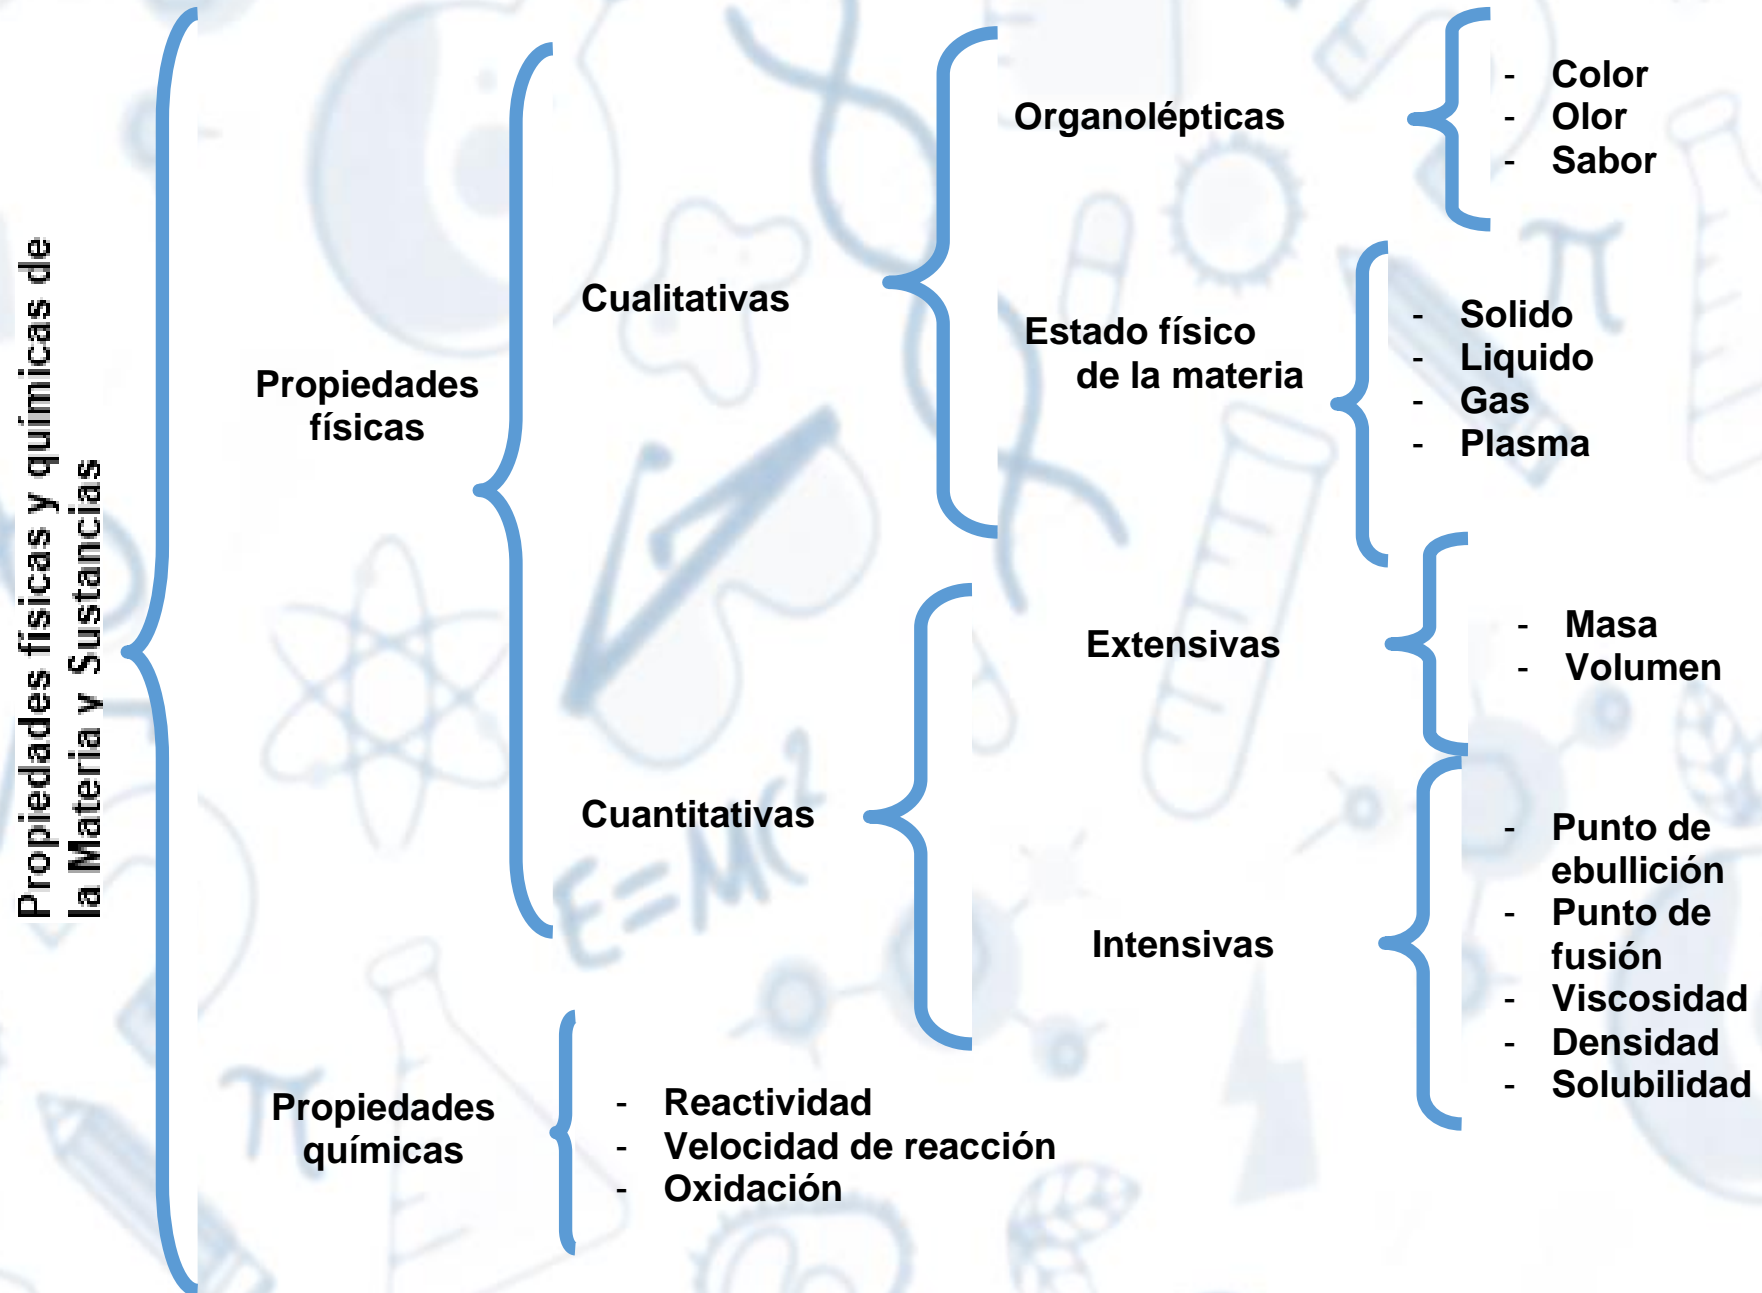 Propiedades físicas y químicas de
la Materia y Sustancias
Propiedades
físicas
Cualitativas
Organolépticas
- Color
- Olor
- Sabor
Estado físico
de la materia
- Solido
- Liquido
- Gas
- Plasma
Cuantitativas
Extensivas
- Masa
- Volumen
Intensivas
- Punto de
ebullición
- Punto de
fusión
- Viscosidad
- Densidad
- Solubilidad
Propiedades
químicas
- Reactividad
- Velocidad de reacción
- Oxidación
E=MC²
π
π